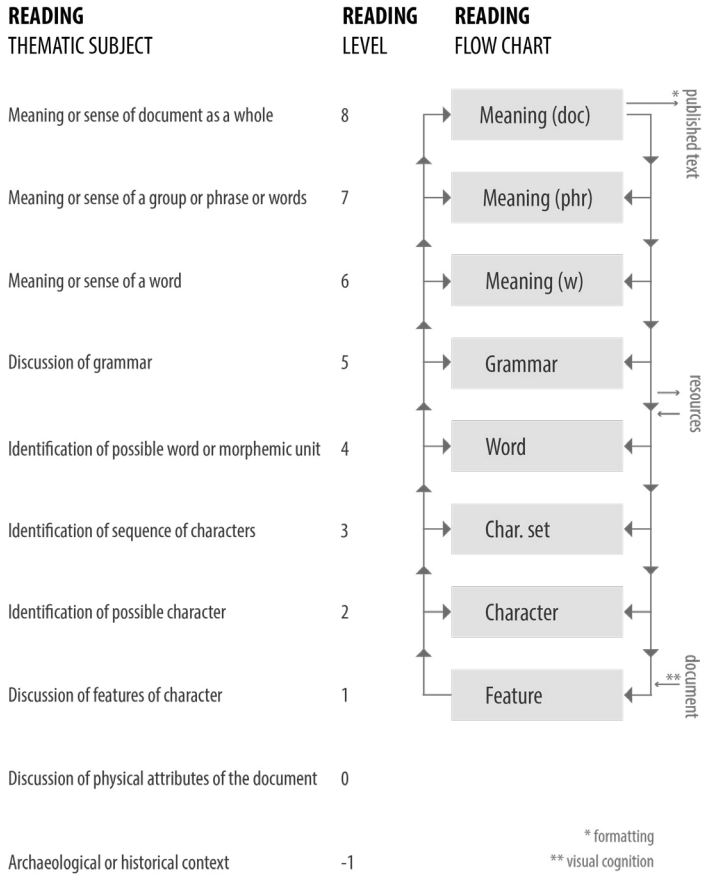 READING READING READING
THEMATIC SUBJECT LEVEL FLOW CHART
Meaning or sense of document as a whole 8 Meaning (doc)
* published text
Meaning or sense of a group or phrase or words 7 Meaning (phr)
Meaning or sense of a word 6 Meaning (w)
Discussion of grammar 5 Grammar
resources
Identification of possible word or morphemic unit 4 Word
Identification of sequence of characters 3 Char. set
Identification of possible character 2 Character
Discussion of features of character 1 Feature
** document
Discussion of physical attributes of the document 0
* formatting
Archaeological or historical context -1 ** visual cognition